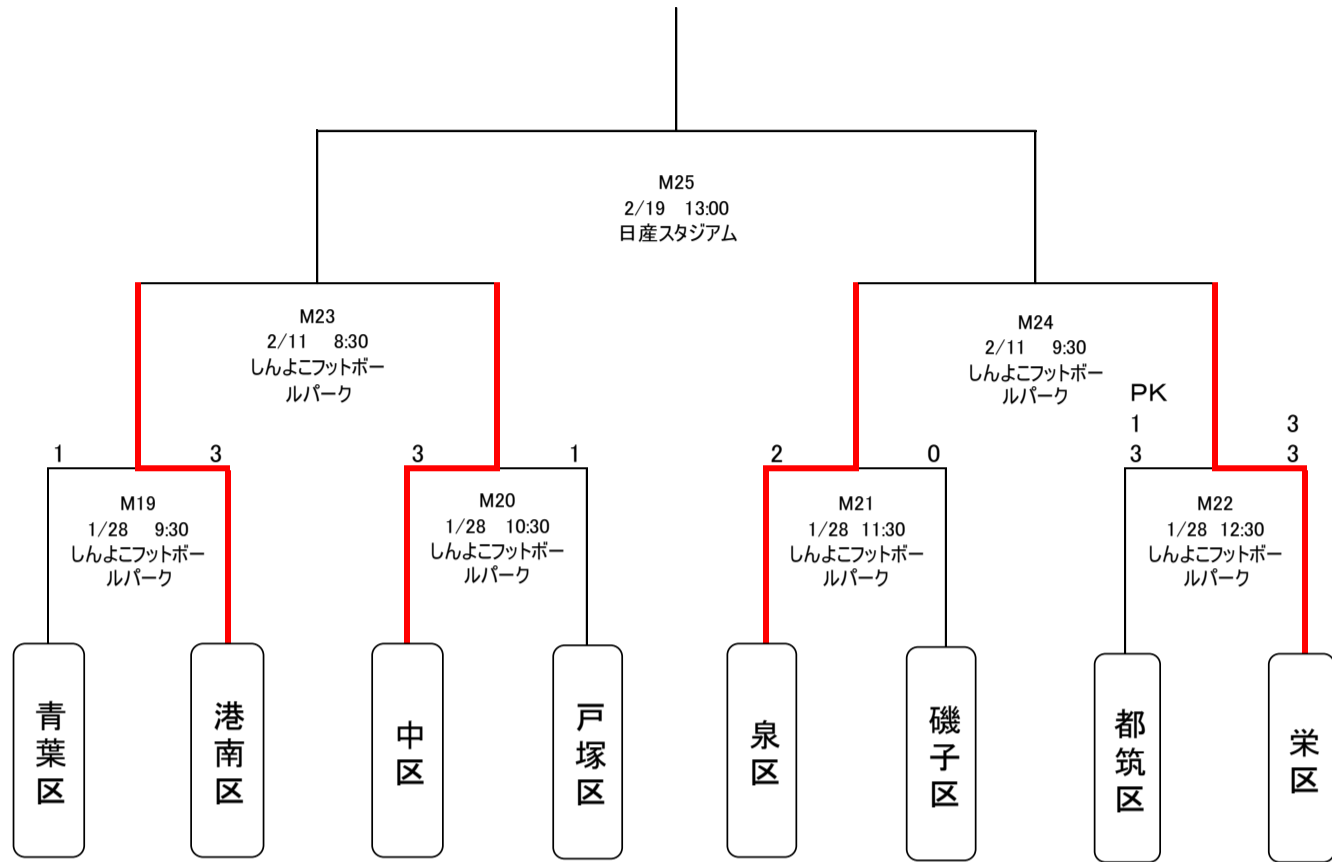 M25
2/19 13:00
日産スタジアム
M23
2/11 8:30
しんよこフットボー
ルパーク
M24
2/11 9:30
しんよこフットボー
ルパーク
PK
1 3
1 3 3 1 2 0 3 3
M19
1/28 9:30
しんよこフットボー
ルパーク
M20
1/28 10:30
しんよこフットボー
ルパーク
M21
1/28 11:30
しんよこフットボー
ルパーク
M22
1/28 12:30
しんよこフットボー
ルパーク
青葉区
港南区
中区
戸塚区
泉区
磯子区
都筑区
栄区